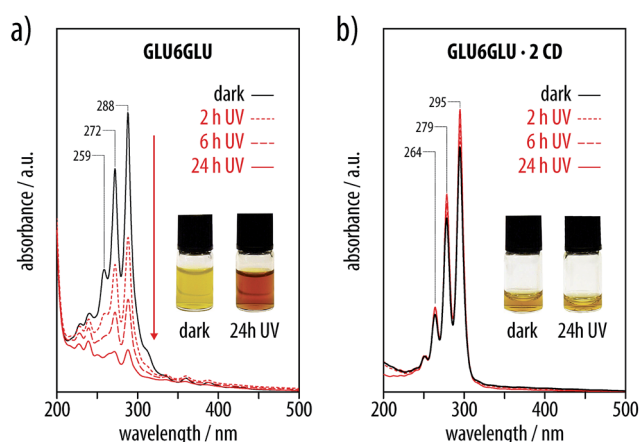 a)
GLU6GLU
dark
2 h UV
6 h UV
24 h UV
288
272
259
dark
24h UV
absorbance / a.u.
200
300
400
500
wavelength / nm
b)
GLU6GLU · 2 CD
dark
2 h UV
6 h UV
24 h UV
295
279
264
dark
24h UV
absorbance / a.u.
200
300
400
500
wavelength / nm